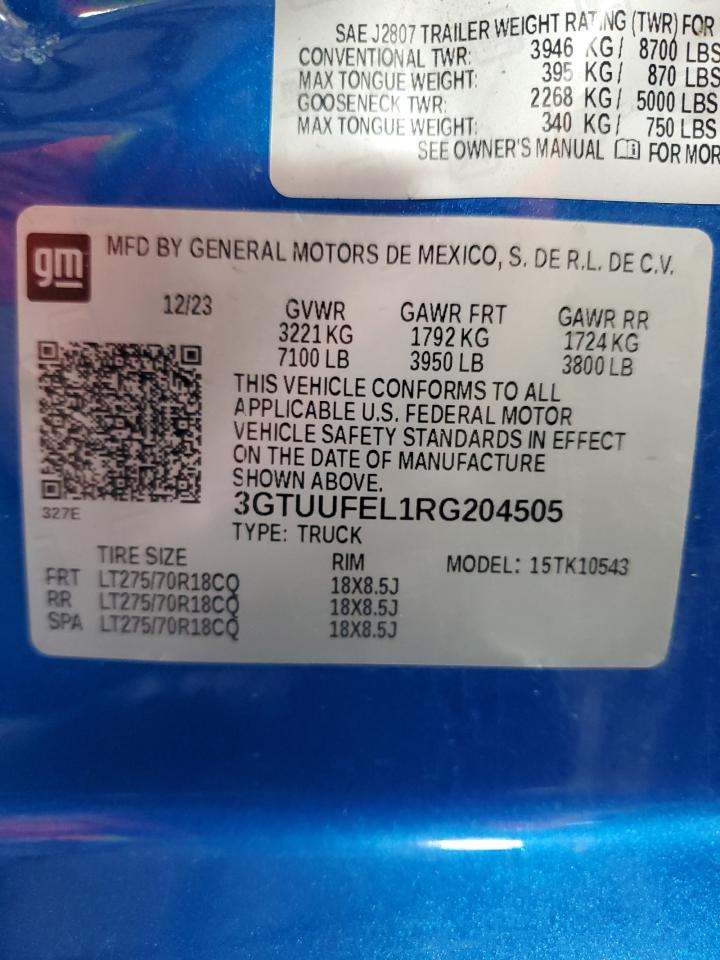 SAE J2807 TRAILER WEIGHT RATING (TWR) FOR
CONVENTIONAL TWR: 3946 KG/ 8700 LBS
MAX TONGUE WEIGHT: 395 KG/ 870 LBS
GOOSENECK TWR: 2268 KG/ 5000 LBS
MAX TONGUE WEIGHT: 340 KG/ 750 LBS
SEE OWNER'S MANUAL FOR MOR
gm
MFD BY GENERAL MOTORS DE MEXICO, S. DE R.L. DE C.V.
12/23 GVWR GAWR FRT GAWR RR
3221 KG 1792 KG 1724 KG
7100 LB 3950 LB 3800 LB
THIS VEHICLE CONFORMS TO ALL
APPLICABLE U.S. FEDERAL MOTOR
VEHICLE SAFETY STANDARDS IN EFFECT
ON THE DATE OF MANUFACTURE
SHOWN ABOVE.
327E
3GTUUFEL1RG204505
TYPE: TRUCK
TIRE SIZE RIM MODEL: 15TK10543
FRT LT275/70R18CQ 18X8.5J
RR LT275/70R18CQ 18X8.5J
SPA LT275/70R18CQ 18X8.5J